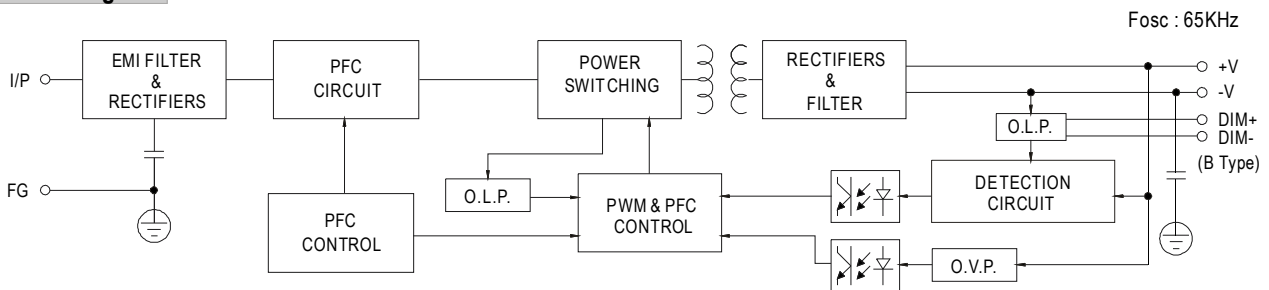 Fosc : 65KHz
I/P
EMI FILTER
&
RECTIFIERS
PFC
CIRCUIT
POWER
SWITCHING
RECTIFIERS
&
FILTER
+V
-V
DIM+
DIM-
(B Type)
O.L.P.
FG
O.L.P.
PFC
CONTROL
PWM & PFC
CONTROL
DETECTION
CIRCUIT
O.V.P.